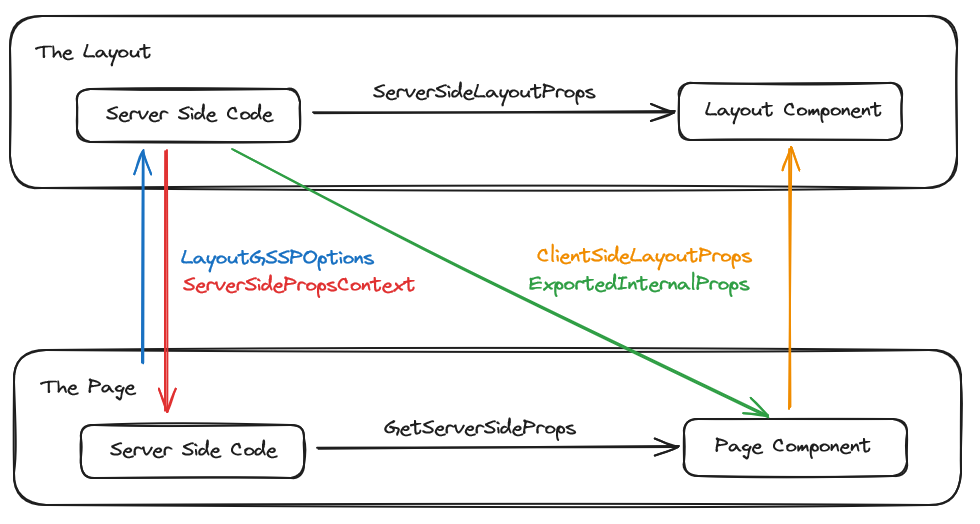 The Layout
Server Side Code
ServerSideLayoutProps
Layout Component
LayoutGSSPOptions
ServerSidePropsContext
ClientSideLayoutProps
ExportedInternalProps
The Page
Server Side Code
GetServerSideProps
Page Component